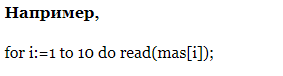 Например,
for i:=1 to 10 do read(mas[i]);